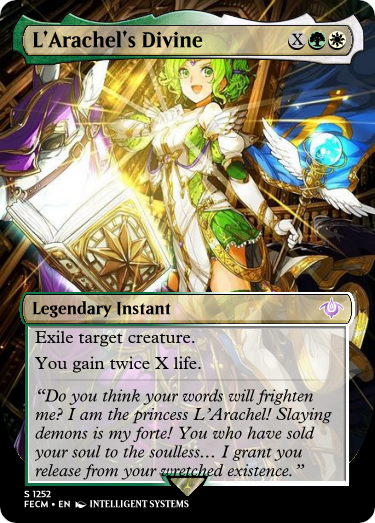 L'Arachel's Divine X
Legendary Instant
Exile target creature.
You gain twice X life.
“Do you think your words will frighten
me? I am the princess L'Arachel! Slaying
demons is my forte! You who have sold
your soul to the soulless… I grant you
release from your wretched existence.”
S 1252
FECM • EN INTELLIGENT SYSTEMS